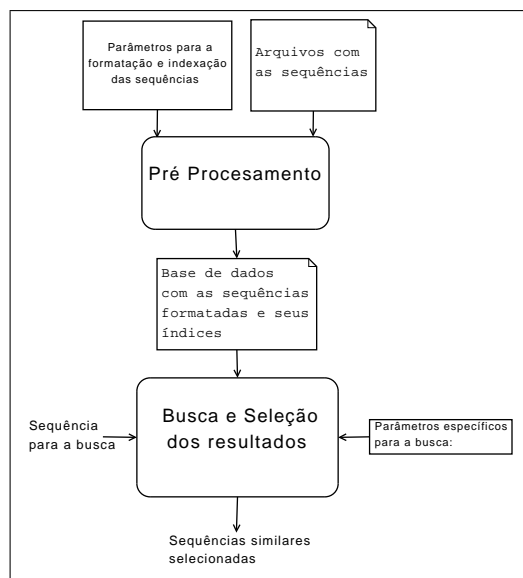 Parâmetros para a
formatação e indexação
das sequências
Arquivos com
as sequências
Pré Procesamento
Base de dados
com as sequências
formatadas e seus
índices
Busca e Seleção
dos resultados
Sequência
para a busca
Parâmetros específicos
para a busca:
Sequências similares
selecionadas